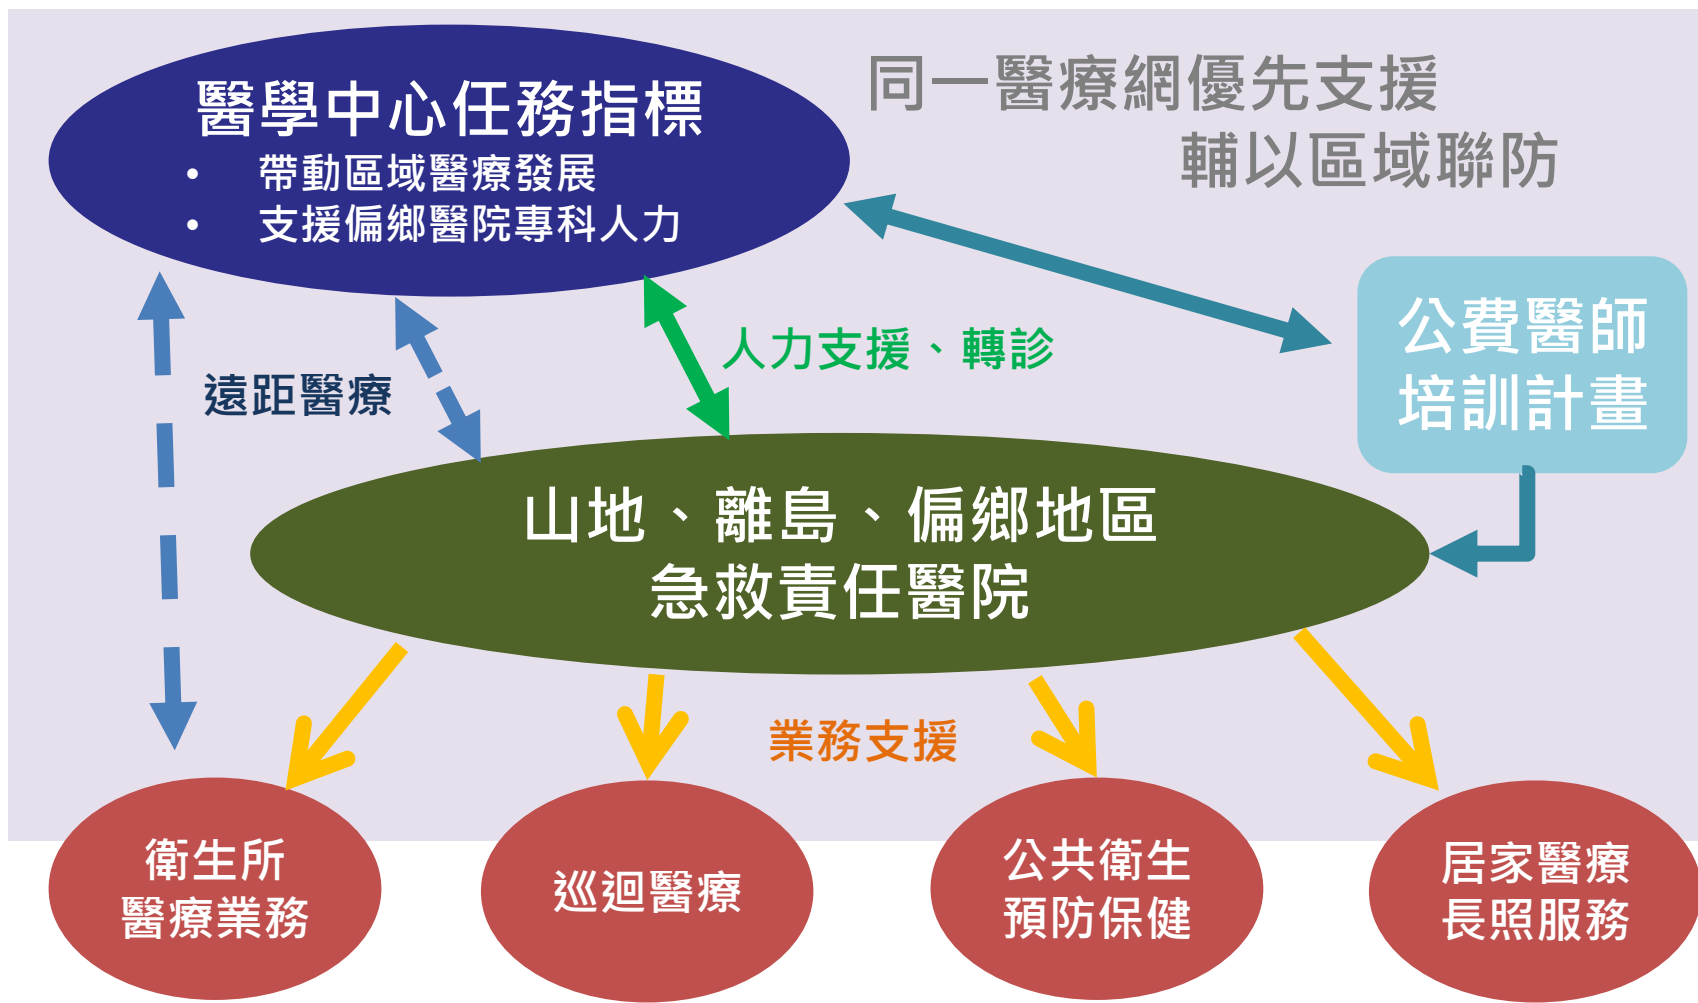 醫學中心任務指標
• 帶動區域醫療發展
• 支援偏鄉醫院專科人力
同一醫療網優先支援
輔以區域聯防
公費醫師
培訓計畫
人力支援、轉診
遠距醫療
山地、離島、偏鄉地區
急救責任醫院
業務支援
衛生所
醫療業務
巡迴醫療
公共衛生
預防保健
居家醫療
長照服務